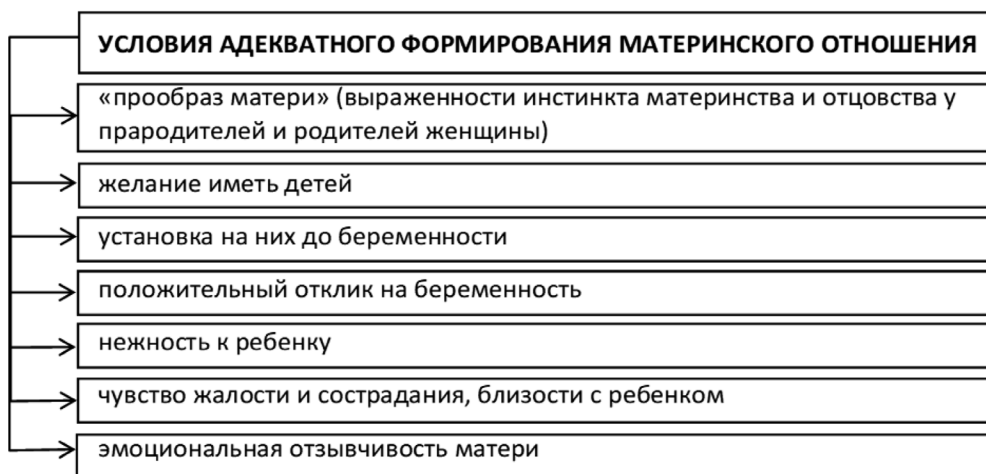 УСЛОВИЯ АДЕКВАТНОГО ФОРМИРОВАНИЯ МАТЕРИНСКОГО ОТНОШЕНИЯ
«прообраз матери» (выраженности инстинкта материнства и отцовства у
прародителей и родителей женщины)
желание иметь детей
установка на них до беременности
положительный отклик на беременность
нежность к ребенку
чувство жалости и сострадания, близости с ребенком
эмоциональная отзывчивость матери